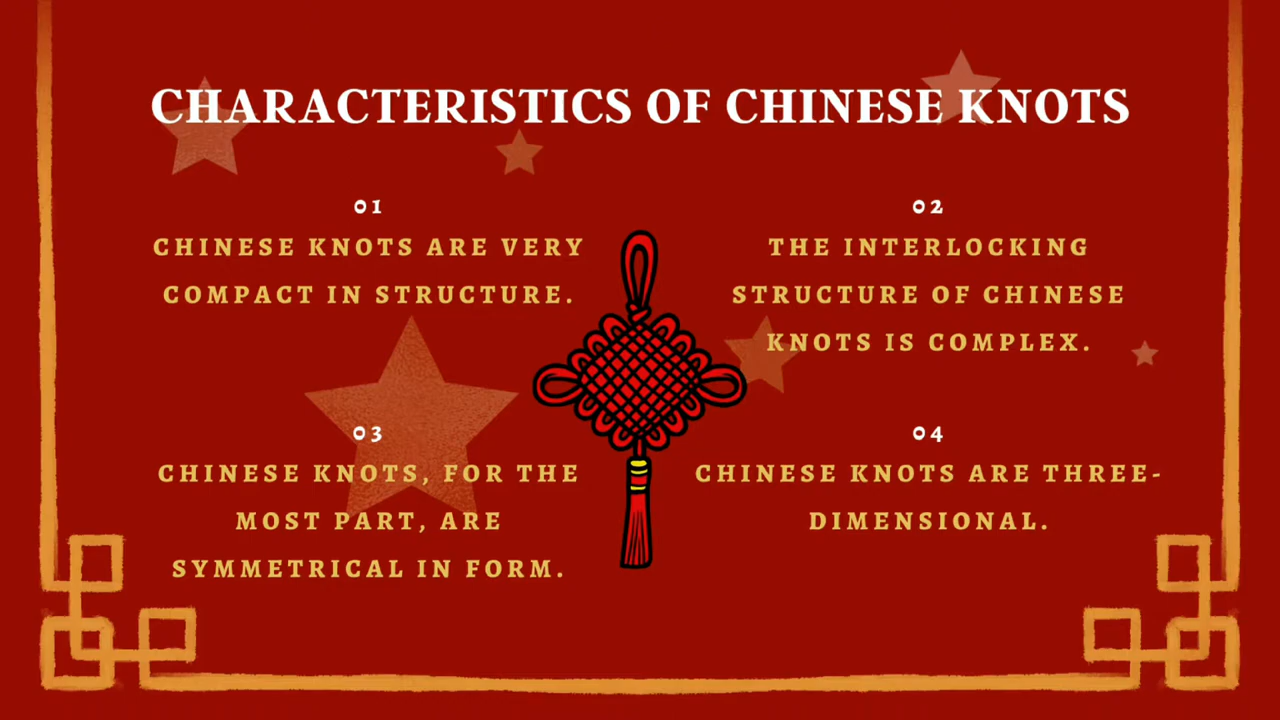 CHARACTERISTICS OF CHINESE KNOTS
01
CHINESE KNOTS ARE VERY
COMPACT IN STRUCTURE.
02
THE INTERLOCKING
STRUCTURE OF CHINESE
KNOTS IS COMPLEX.
03
CHINESE KNOTS, FOR THE
MOST PART, ARE
SYMMETRICAL IN FORM.
04
CHINESE KNOTS ARE THREE-
DIMENSIONAL.